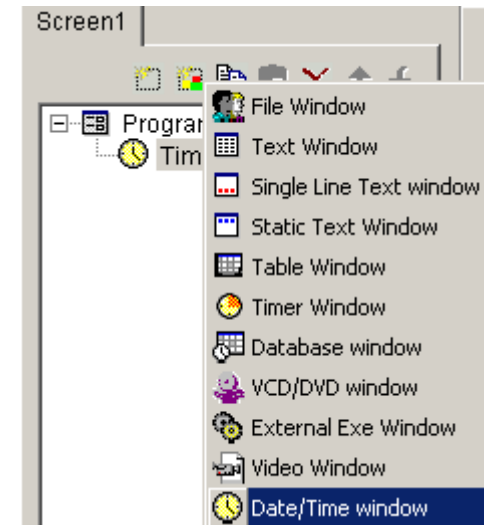 Screen1
Progra
Tim
File Window
Text Window
Single Line Text window
Static Text Window
Table Window
Timer Window
Database window
VCD/DVD window
External Exe Window
Video Window
Date/Time window